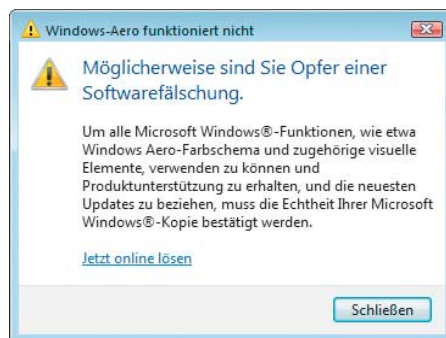 Windows-Aero funktioniert nicht
Möglicherweise sind Sie Opfer einer
Softwarefälschung.
Um alle Microsoft Windows®-Funktionen, wie etwa
Windows Aero-Farbschema und zugehörige visuelle
Elemente, verwenden zu können und
Produktunterstützung zu erhalten, und die neuesten
Updates zu beziehen, muss die Echtheit Ihrer Microsoft
Windows®-Kopie bestätigt werden.
Jetzt online lösen
Schließen